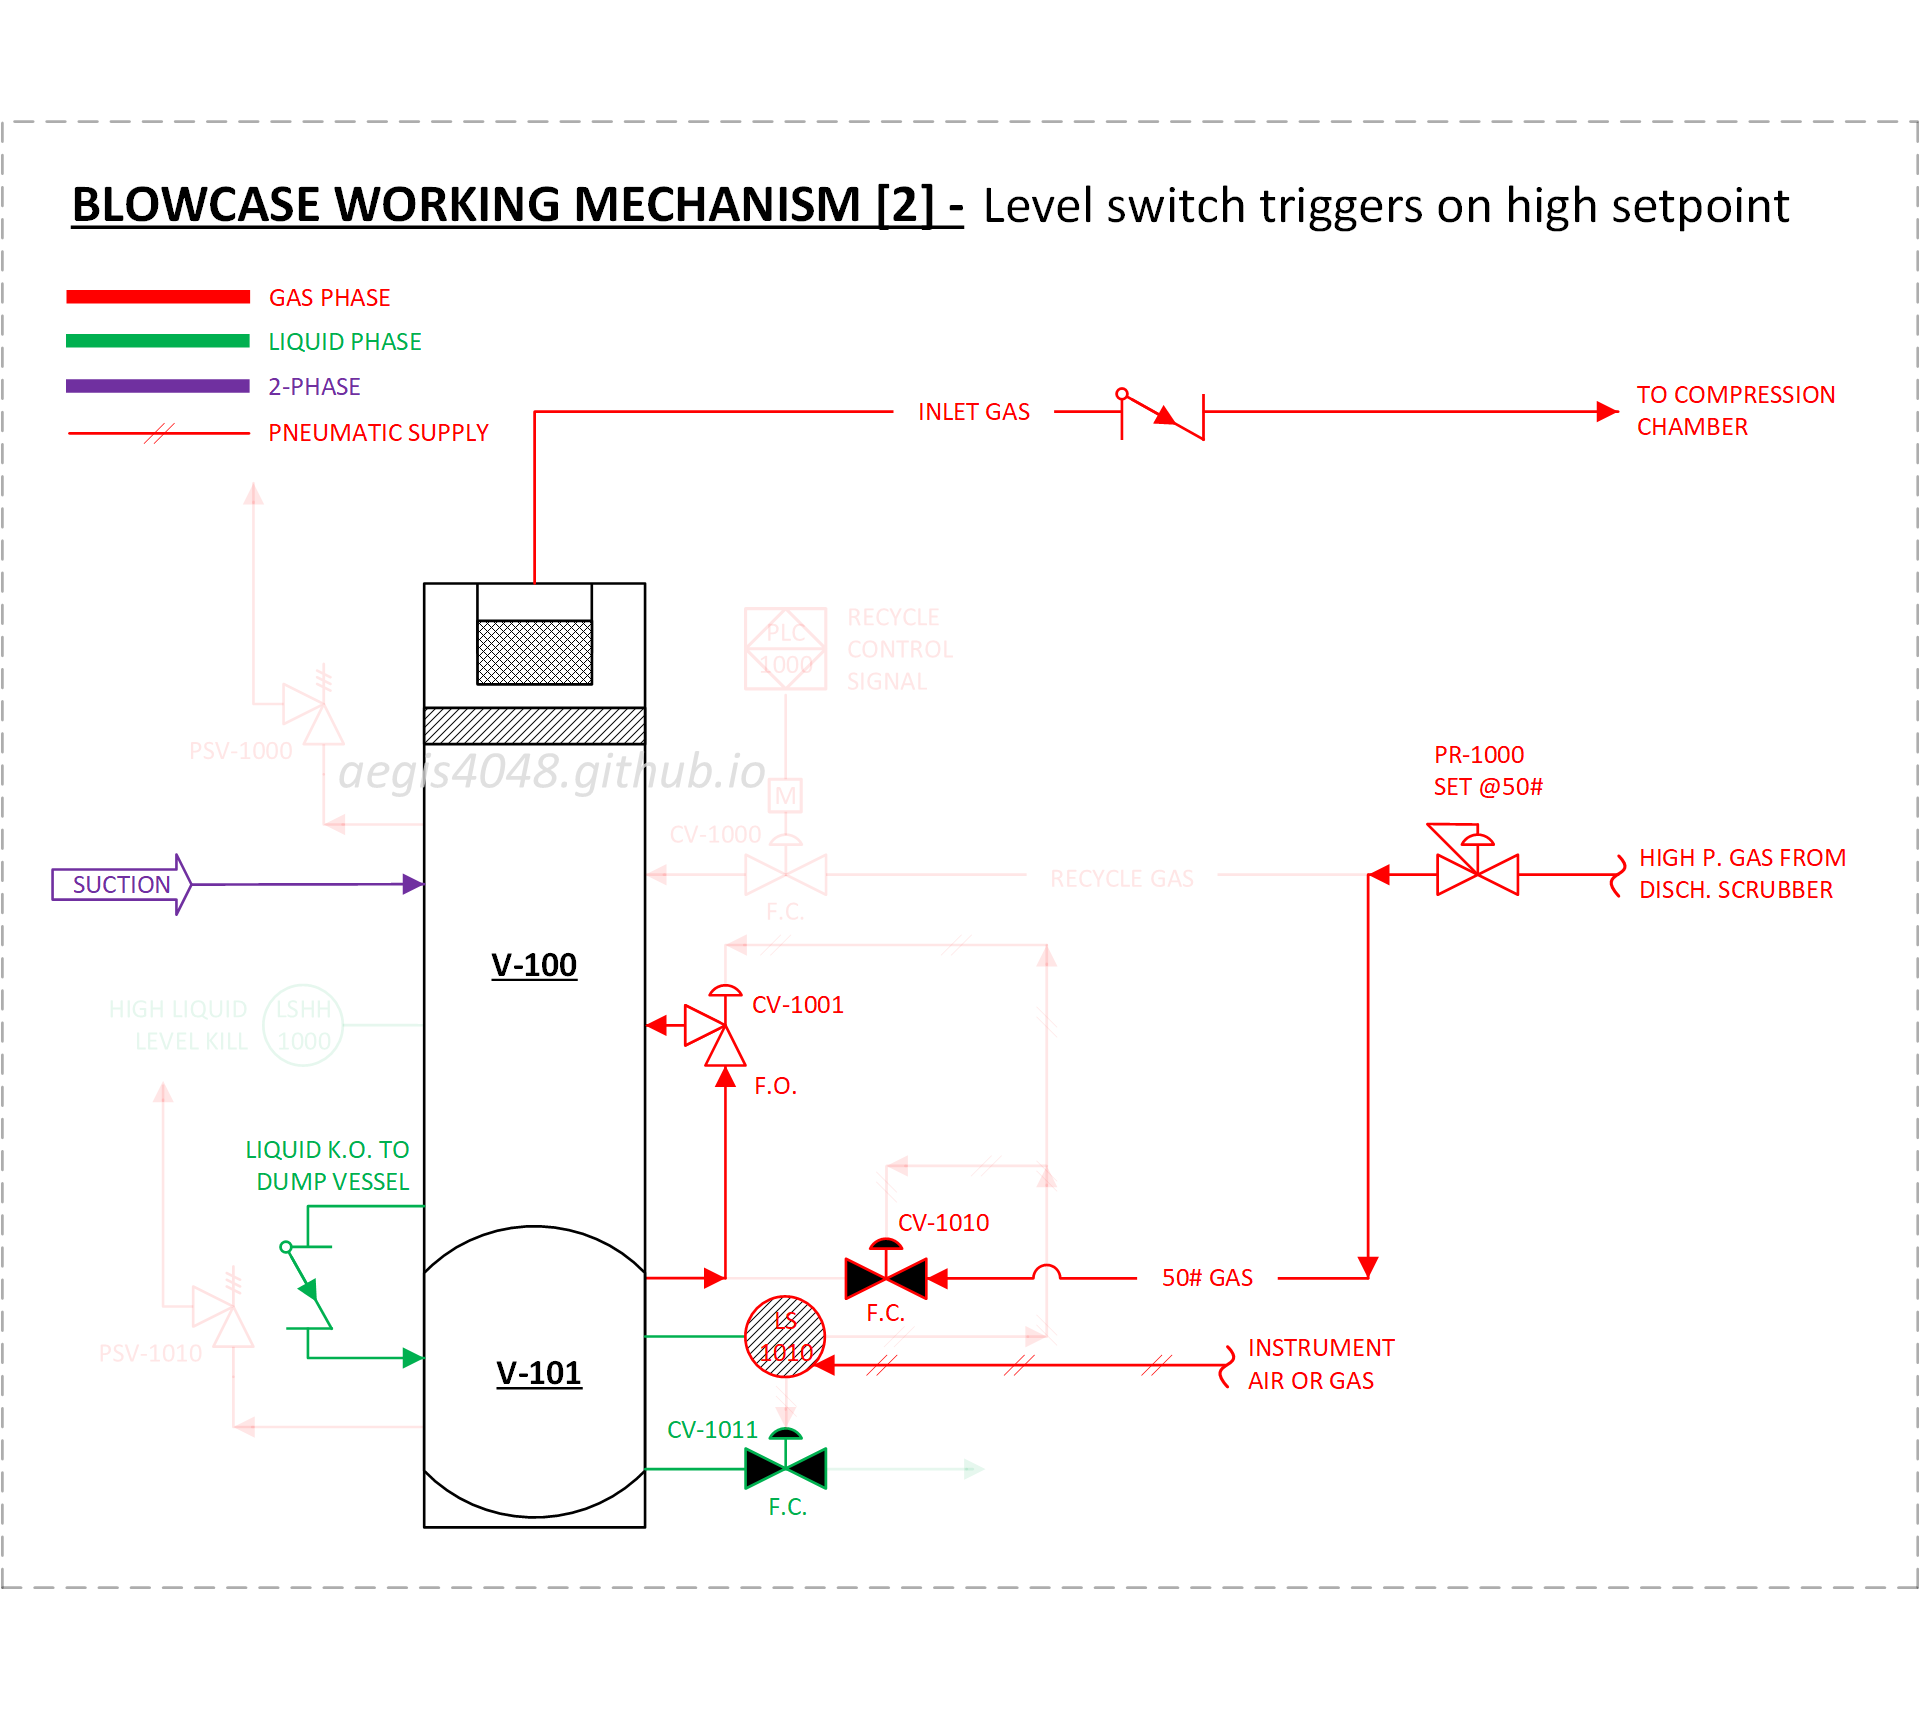 BLOWCASE WORKING MECHANISM [2] - Level switch triggers on high setpoint
GAS PHASE
LIQUID PHASE
2-PHASE
PNEUMATIC SUPPLY
INLET GAS
TO COMPRESSION
CHAMBER
PLC
1000
RECYCLE
CONTROL
SIGNAL
PSV-1000
aegis4048.github.io
M
CV-1000
F.C.
RECYCLE GAS
PR-1000
SET @50#
HIGH P. GAS FROM
DISCH. SCRUBBER
SUCTION
V-100
HIGH LIQUID
LEVEL KILL
LSHH
1000
CV-1001
F.O.
LIQUID K.O. TO
DUMP VESSEL
CV-1010
F.C.
50# GAS
PSV-1010
LS
1010
INSTRUMENT
AIR OR GAS
V-101
CV-1011
F.C.